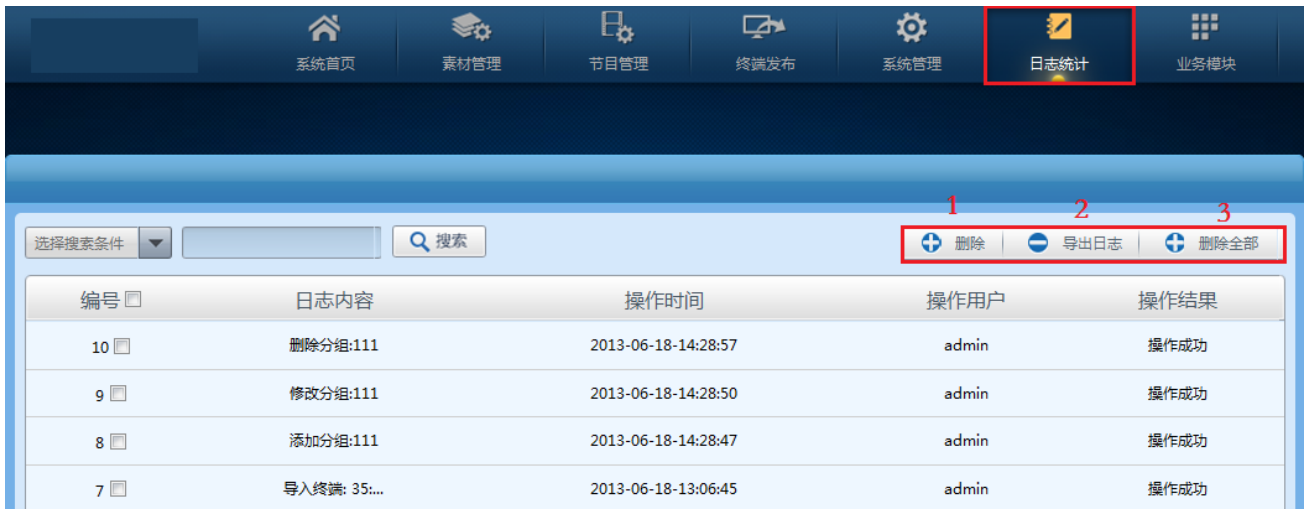 系统首页 素材管理 节目管理 终端发布 系统管理 日志统计 业务模块
1 2 3
选择搜素条件 搜索 删除 导出日志 删除全部
编号 日志内容 操作时间 操作用户 操作结果
10 删除分组:111 2013-06-18-14:28:57 admin 操作成功
9 修改分组:111 2013-06-18-14:28:50 admin 操作成功
8 添加分组:111 2013-06-18-14:28:47 admin 操作成功
7 导入终端: 35:... 2013-06-18-13:06:45 admin 操作成功